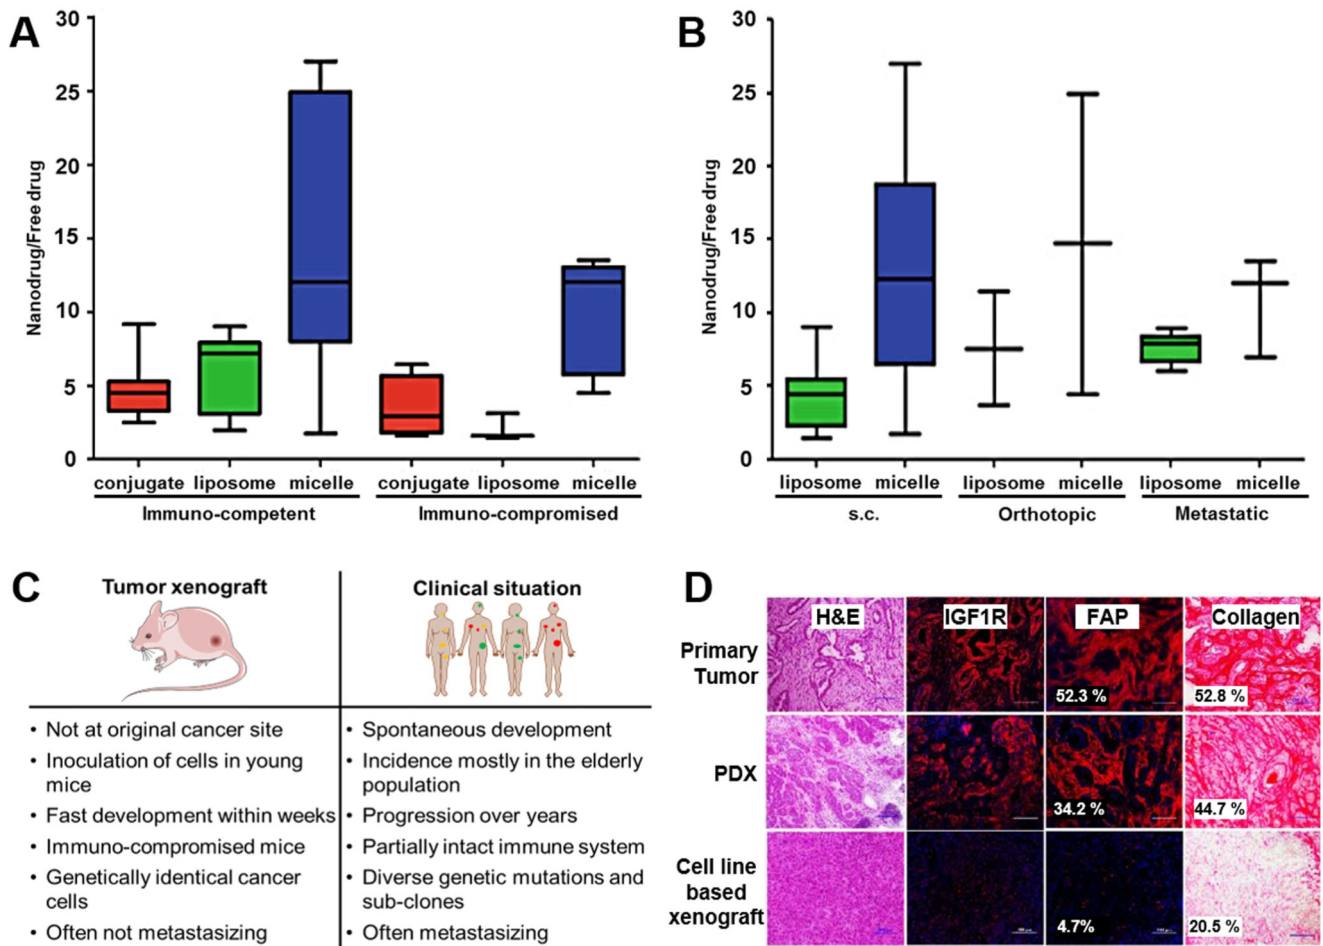 A
30
25
20
15
10
5
0
Nanodrug/Free drug
conjugate liposome micelle conjugate liposome micelle
Immuno-competent Immuno-compromised
B
30
25
20
15
10
5
0
Nanodrug/Free drug
liposome micelle liposome micelle liposome micelle
s.c. Orthotopic Metastatic
C
Tumor xenograft
• Not at original cancer site
• Inoculation of cells in young
mice
• Fast development within weeks
• Immuno-compromised mice
• Genetically identical cancer
cells
• Often not metastasizing
Clinical situation
• Spontaneous development
• Incidence mostly in the elderly
population
• Progression over years
• Partially intact immune system
• Diverse genetic mutations and
sub-clones
• Often metastasizing
D
H&E IGF1R FAP Collagen
Primary
Tumor
52.3 % 52.8 %
PDX
34.2 % 44.7 %
Cell line
based
xenograft
4.7% 20.5 %